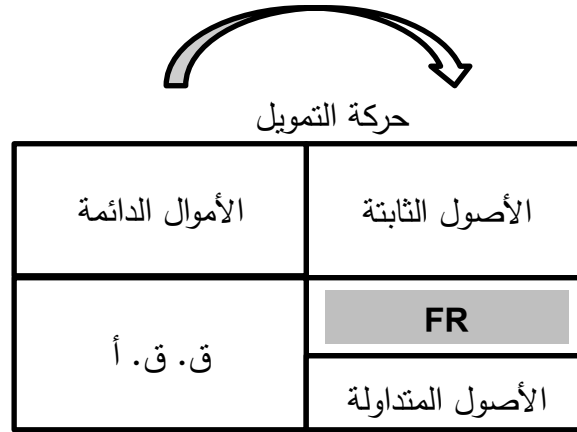 حركة التمويل
الأصول الثابتة
الأموال الدائمة
FR
ق. ق. أ
الأصول المتداولة